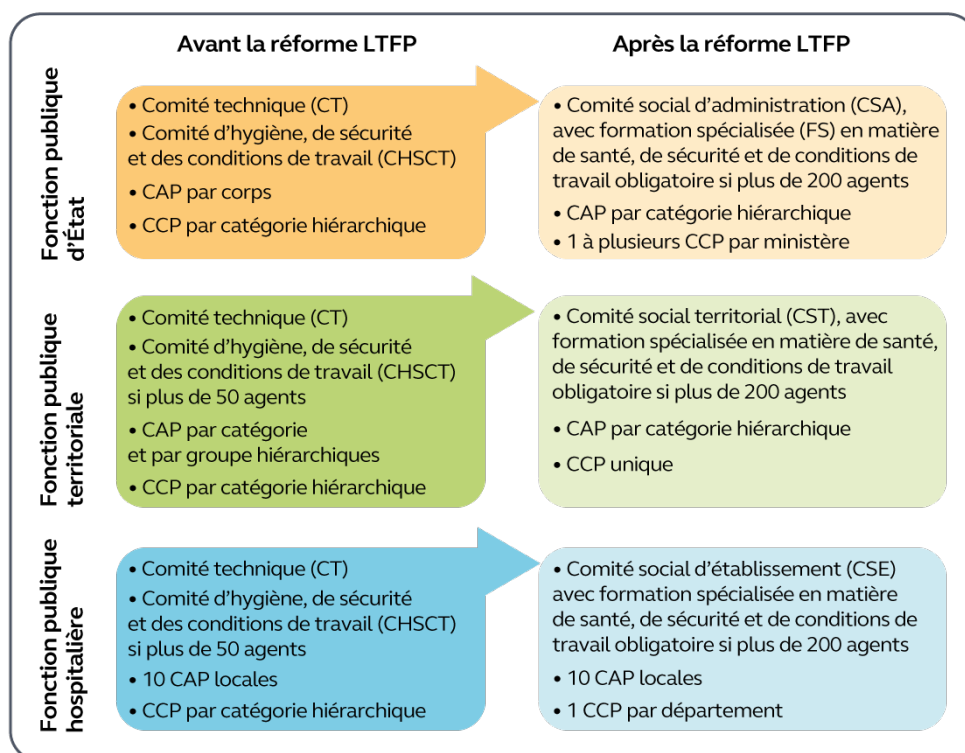 Avant la réforme LTFP
Après la réforme LTFP
Fonction publique
d'État
• Comité technique (CT)
• Comité d'hygiène, de sécurité
et des conditions de travail (CHSCT)
• CAP par corps
• CCP par catégorie hiérarchique
• Comité social d'administration (CSA),
avec formation spécialisée (FS) en matière
de santé, de sécurité et de conditions de
travail obligatoire si plus de 200 agents
• CAP par catégorie hiérarchique
• 1 à plusieurs CCP par ministère
Fonction publique
territoriale
• Comité technique (CT)
• Comité d'hygiène, de sécurité
et des conditions de travail (CHSCT)
si plus de 50 agents
• CAP par catégorie
et par groupe hiérarchiques
• CCP par catégorie hiérarchique
• Comité social territorial (CST), avec
formation spécialisée en matière de santé,
de sécurité et de conditions de travail
obligatoire si plus de 200 agents
• CAP par catégorie hiérarchique
• CCP unique
Fonction publique
hospitalière
• Comité technique (CT)
• Comité d'hygiène, de sécurité
et des conditions de travail (CHSCT)
si plus de 50 agents
• 10 CAP locales
• CCP par catégorie hiérarchique
• Comité social d'établissement (CSE)
avec formation spécialisée en matière
de santé, de sécurité et de conditions de
travail obligatoire si plus de 200 agents
• 10 CAP locales
• 1 CCP par département